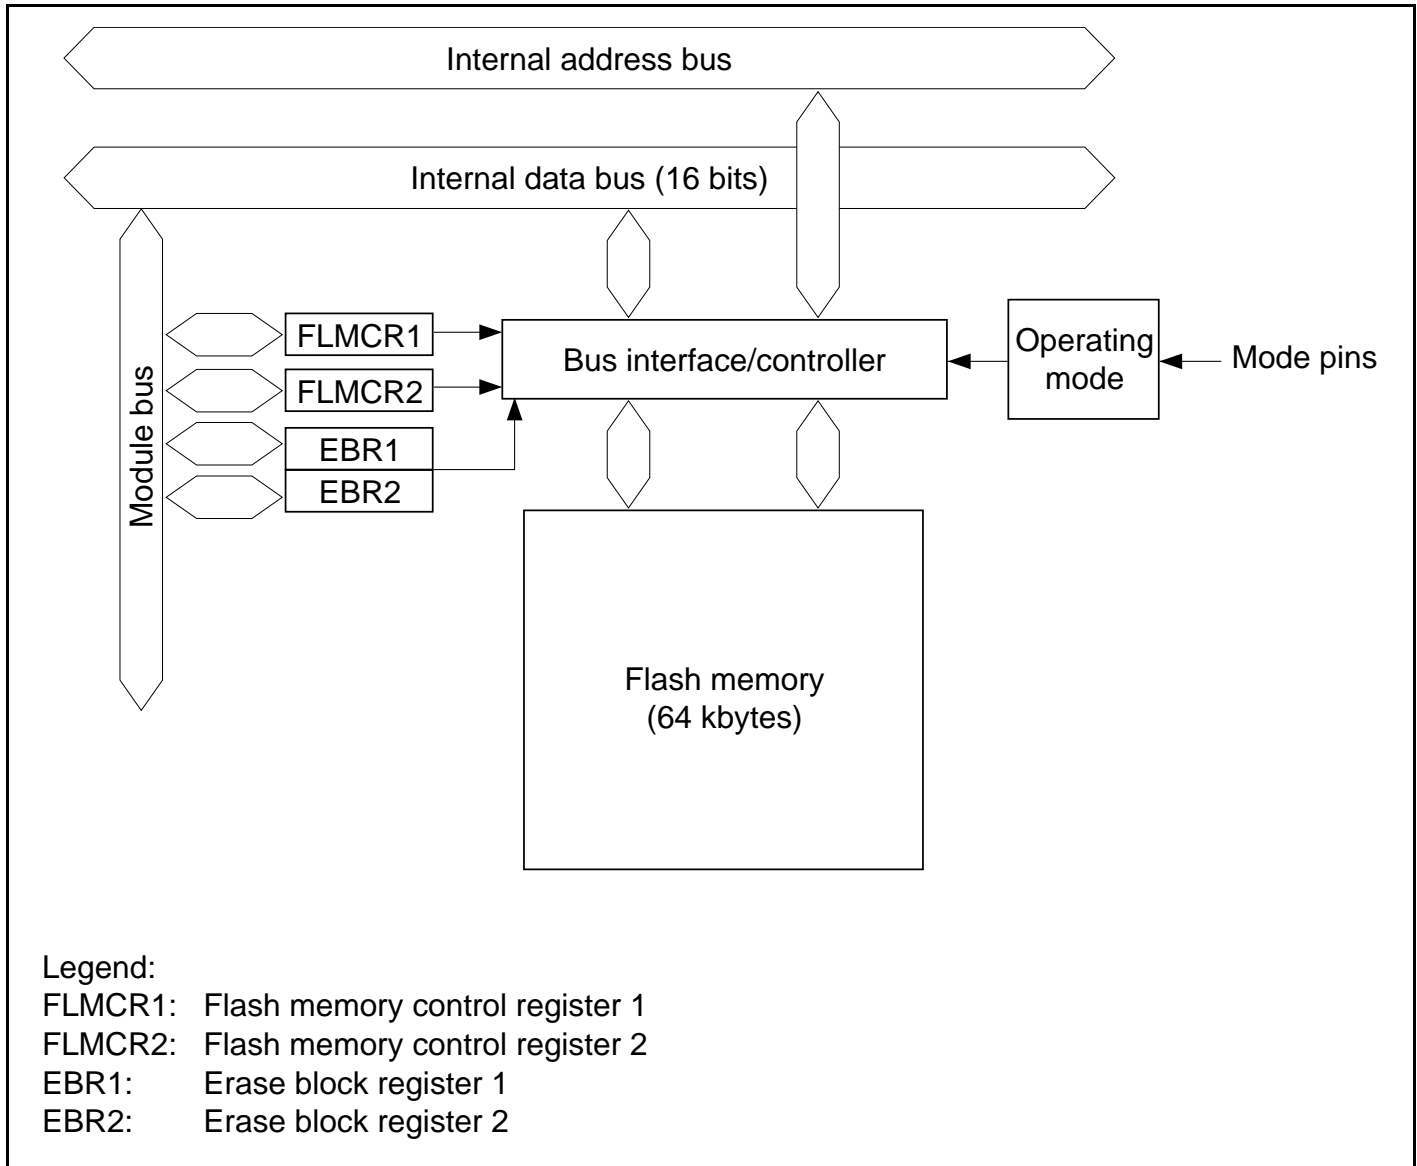 Internal address bus
Internal data bus (16 bits)
Module bus
FLMCR1
FLMCR2
EBR1
EBR2
Bus interface/controller
Operating
mode
Mode pins
Flash memory
(64 kbytes)
Legend:
FLMCR1: Flash memory control register 1
FLMCR2: Flash memory control register 2
EBR1: Erase block register 1
EBR2: Erase block register 2